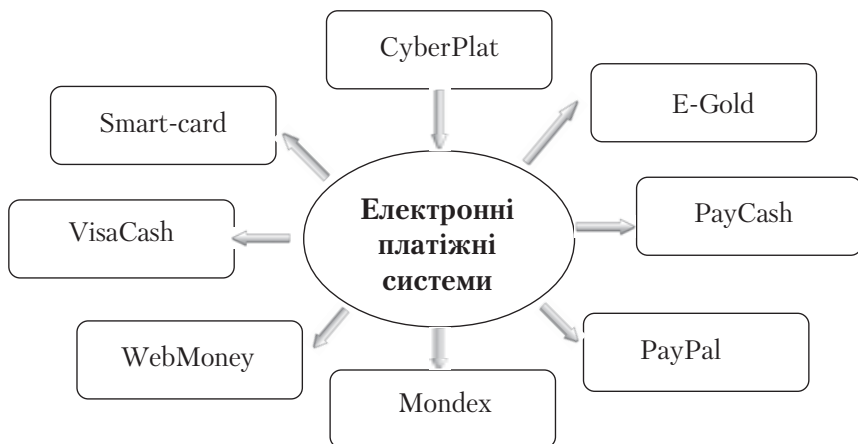 CyberPlat
E-Gold
Smart-card
PayCash
VisaCash
Електронні
платіжні
системи
WebMoney
PayPal
Mondex